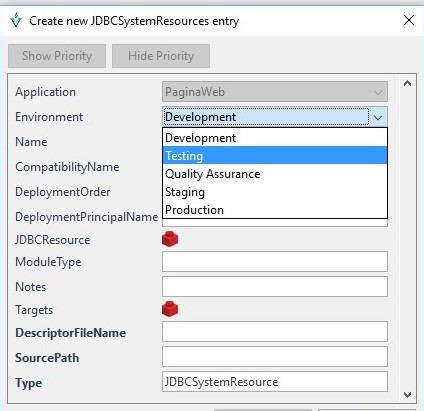 Create new JDBCSystemResources entry
Show Priority Hide Priority
Application PaginaWeb
Environment Development
Name Development
Testing
CompatibilityName Quality Assurance
DeploymentOrder Staging
DeploymentPrincipalName Production
JDBCResource
ModuleType
Notes
Targets
DescriptorFileName
SourcePath
Type JDBCSystemResource